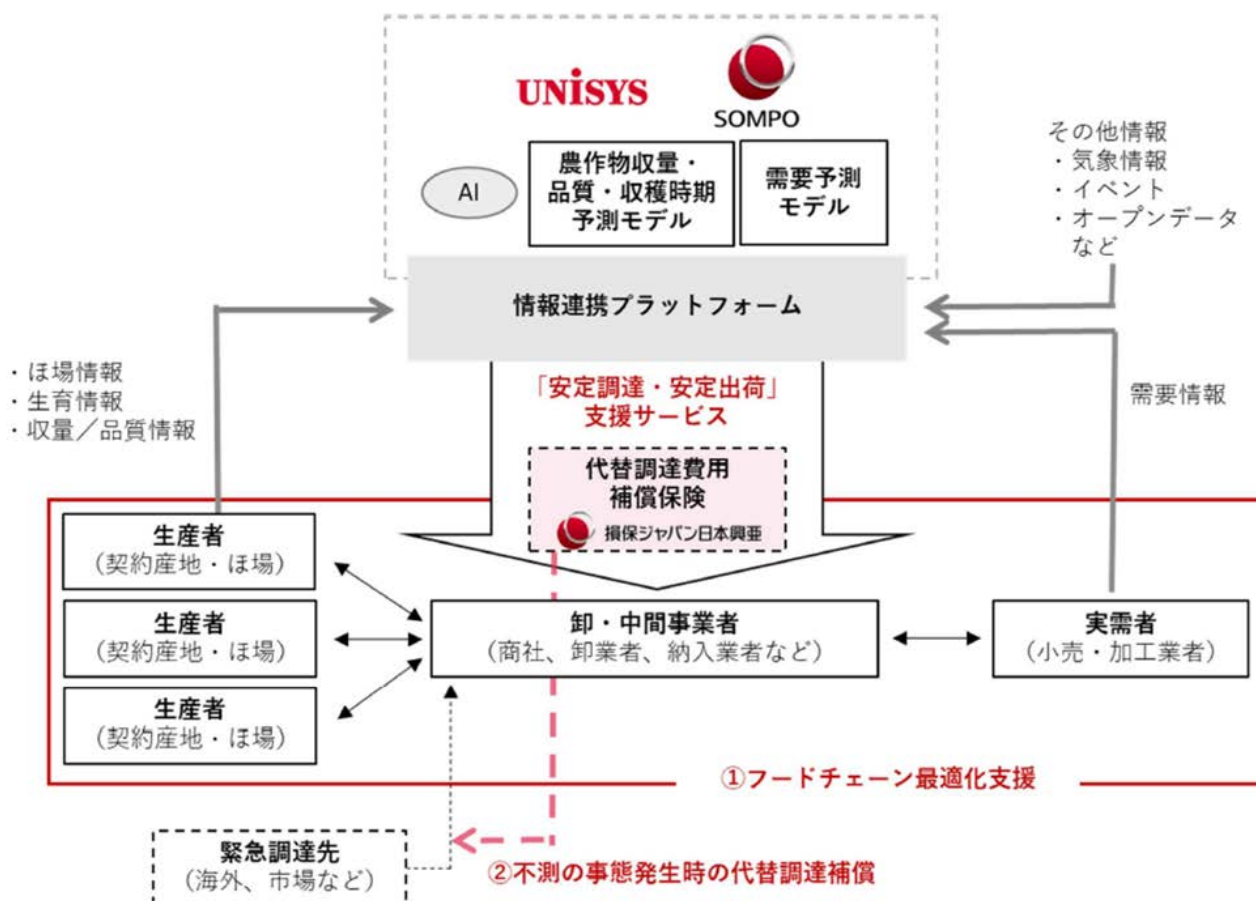 UNiSYS
SOMPO
AI
農作物収量・
品質・収穫時期
予測モデル
需要予測
モデル
その他情報
・気象情報
・イベント
・オープンデータ
など
情報連携プラットフォーム
・ほ場情報
・生育情報
・収量／品質情報
「安定調達・安定出荷」
支援サービス
需要情報
代替調達費用
補償保険
損保ジャパン日本興亜
生産者
（契約産地・ほ場）
生産者
（契約産地・ほ場）
生産者
（契約産地・ほ場）
卸・中間事業者
（商社、卸業者、納入業者など）
実需者
（小売・加工業者）
①フードチェーン最適化支援
緊急調達先
（海外、市場など）
②不測の事態発生時の代替調達補償